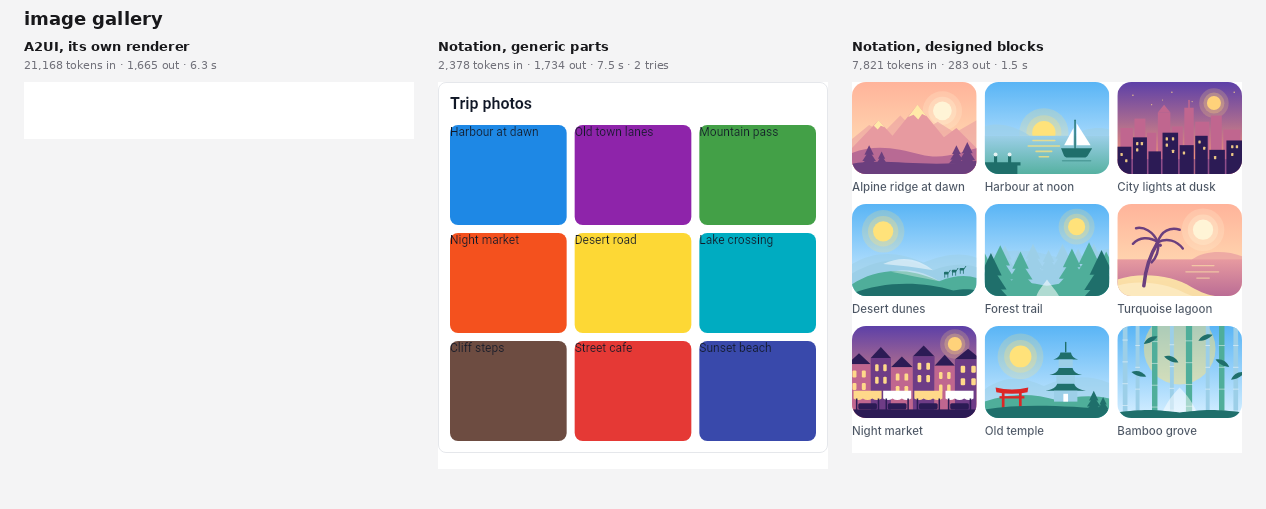 image gallery
A2UI, its own renderer
21,168 tokens in · 1,665 out · 6.3 s
Notation, generic parts
2,378 tokens in · 1,734 out · 7.5 s · 2 tries
Trip photos
Harbour at dawn
Old town lanes
Mountain pass
Night market
Desert road
Lake crossing
Cliff steps
Street cafe
Sunset beach
Notation, designed blocks
7,821 tokens in · 283 out · 1.5 s
Alpine ridge at dawn
Harbour at noon
City lights at dusk
Desert dunes
Forest trail
Turquoise lagoon
Night market
Old temple
Bamboo grove